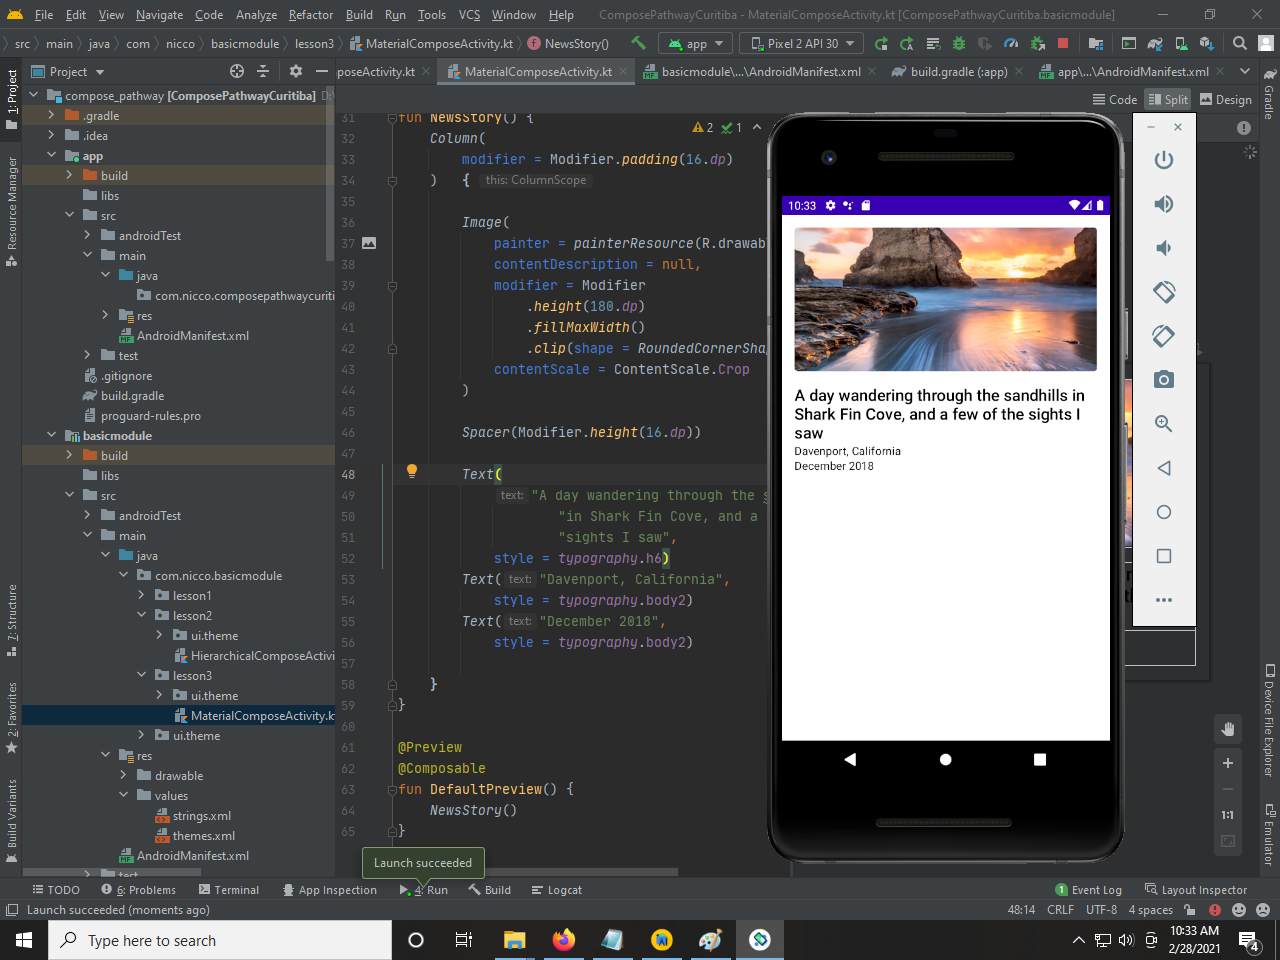 File Edit View Navigate Code Analyze Refactor Build Run Tools VCS Window Help ComposePathwayCuritiba - MaterialComposeActivity.kt [ComposePathwayCuritiba.basicmodule]
src main java com nicco basicmodule lesson3 MaterialComposeActivity.kt NewsStory() app Pixel 2 API 30
Project
poseActivity.kt MaterialComposeActivity.kt basicmodule\...\AndroidManifest.xml build.gradle (:app) app\...\AndroidManifest.xml
Code Split Design
1: Project
Resource Manager
7: Structure
2: Favorites
Build Variants
compose_pathway [ComposePathwayCuritiba]
.gradle
.idea
app
build
libs
src
androidTest
main
java
com.nicco.composepathwaycuriti
res
AndroidManifest.xml
test
.gitignore
build.gradle
proguard-rules.pro
basicmodule
build
libs
src
androidTest
main
java
com.nicco.basicmodule
lesson1
lesson2
ui.theme
HierarchicalComposeActivi
lesson3
ui.theme
MaterialComposeActivity.kt
ui.theme
res
drawable
values
strings.xml
themes.xml
AndroidManifest.xml
test
2 1
31 fun NewsStory() {
32 Column(
33 modifier = Modifier.padding(16.dp)
34 ) { this: ColumnScope
35
36 Image(
37 painter = painterResource(R.drawab
38 contentDescription = null,
39 modifier = Modifier
40 .height(180.dp)
41 .fillMaxWidth()
42 .clip(shape = RoundedCornerSha
43 contentScale = ContentScale.Crop
44 )
45
46 Spacer(Modifier.height(16.dp))
47
48 Text(
49 text: "A day wandering through the s
50 "in Shark Fin Cove, and a
51 "sights I saw",
52 style = typography.h6)
53 Text( text: "Davenport, California",
54 style = typography.body2)
55 Text( text: "December 2018",
56 style = typography.body2)
57
58 }
59 }
60
61 @Preview
62 @Composable
63 fun DefaultPreview() {
64 NewsStory()
65 }
10:33
A day wandering through the sandhills in
Shark Fin Cove, and a few of the sights I
saw
Davenport, California
December 2018
1:1
Gradle
Device File Explorer
Emulator
Launch succeeded
TODO 6: Problems Terminal App Inspection 4: Run Build Logcat 1 Event Log Layout Inspector
Launch succeeded (moments ago) 48:14 CRLF UTF-8 4 spaces
Type here to search
10:33 AM
2/28/2021
4